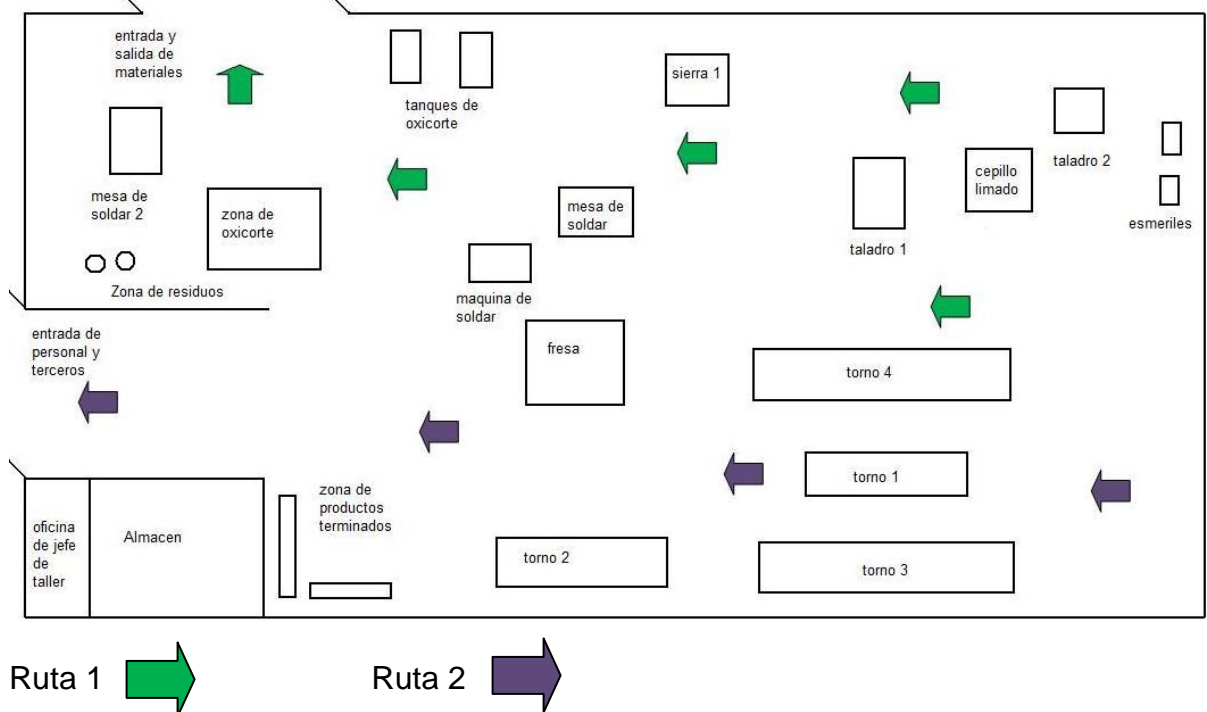 entrada y
salida de
materiales
tanques de
oxicorte
sierra 1
taladro 2
cepillo
limado
esmeriles
mesa de
soldar 2
zona de
oxicorte
mesa de
soldar
taladro 1
Zona de residuos
maquina de
soldar
entrada de
personal y
terceros
fresa
torno 4
torno 1
zona de
productos
terminados
oficina
de jefe
de
taller
Almacen
torno 2
torno 3
Ruta 1
Ruta 2